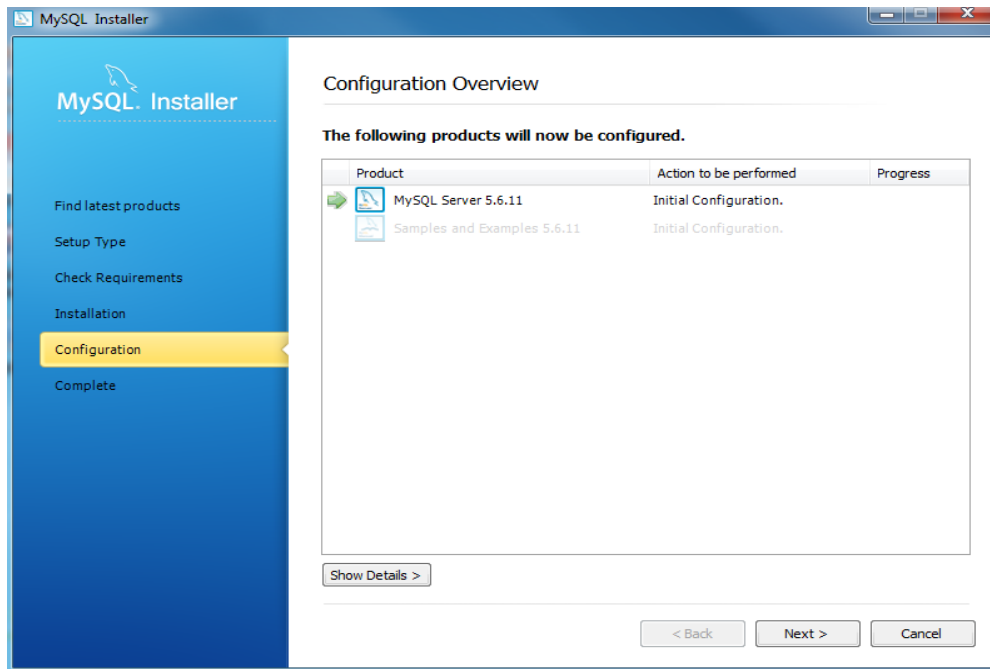 MySQL Installer
MySQL. Installer
Configuration Overview
The following products will now be configured.
Product Action to be performed Progress
MySQL Server 5.6.11 Initial Configuration.
Samples and Examples 5.6.11 Initial Configuration.
Find latest products
Setup Type
Check Requirements
Installation
Configuration
Complete
Show Details >
< Back Next > Cancel